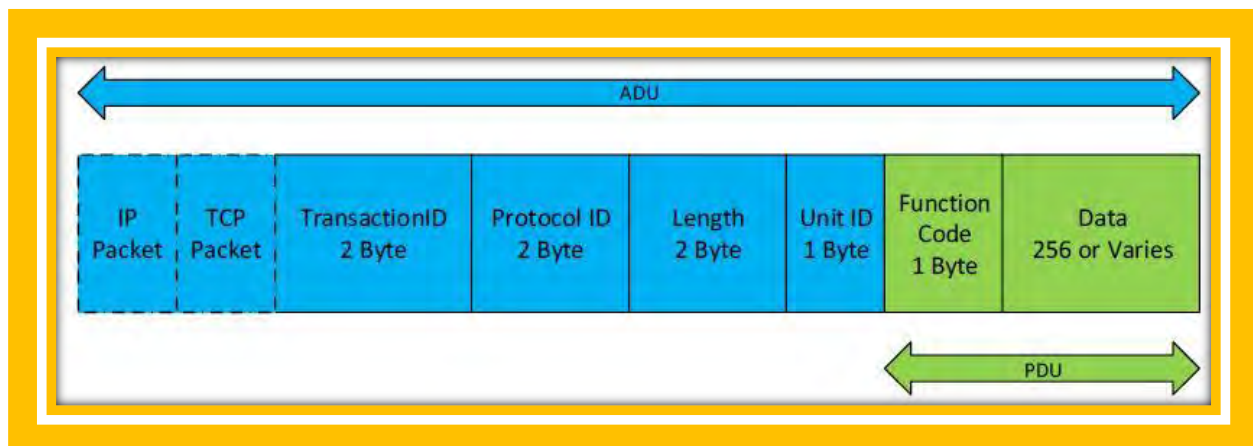 ADU
IP
Packet
TCP
Packet
TransactionID
2 Byte
Protocol ID
2 Byte
Length
2 Byte
Unit ID
1 Byte
Function
Code
1 Byte
Data
256 or Varies
PDU